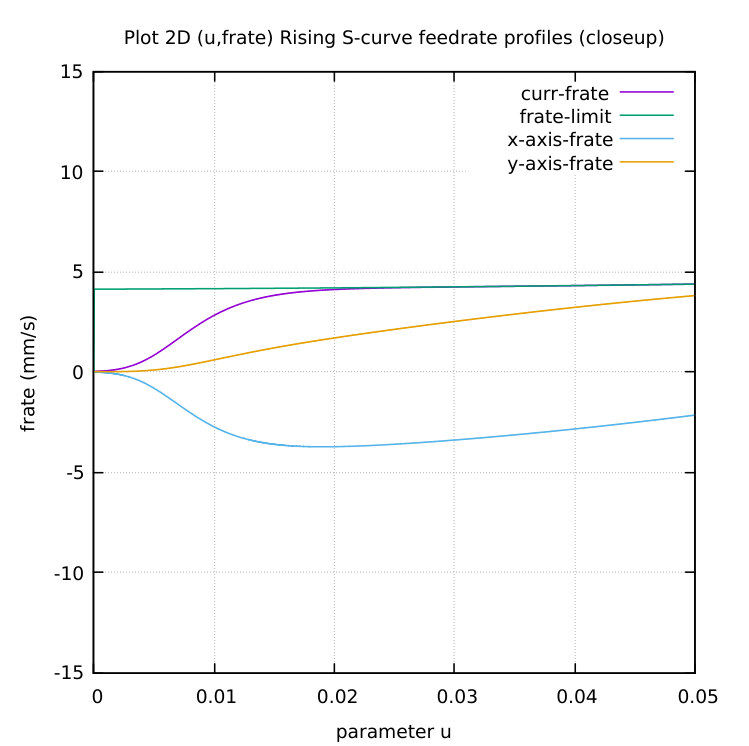 Plot 2D (u,frate) Rising S-curve feedrate profiles (closeup)
curr-frate
frate-limit
x-axis-frate
y-axis-frate
15
10
5
0
-5
-10
-15
frate (mm/s)
0 0.01 0.02 0.03 0.04 0.05
parameter u